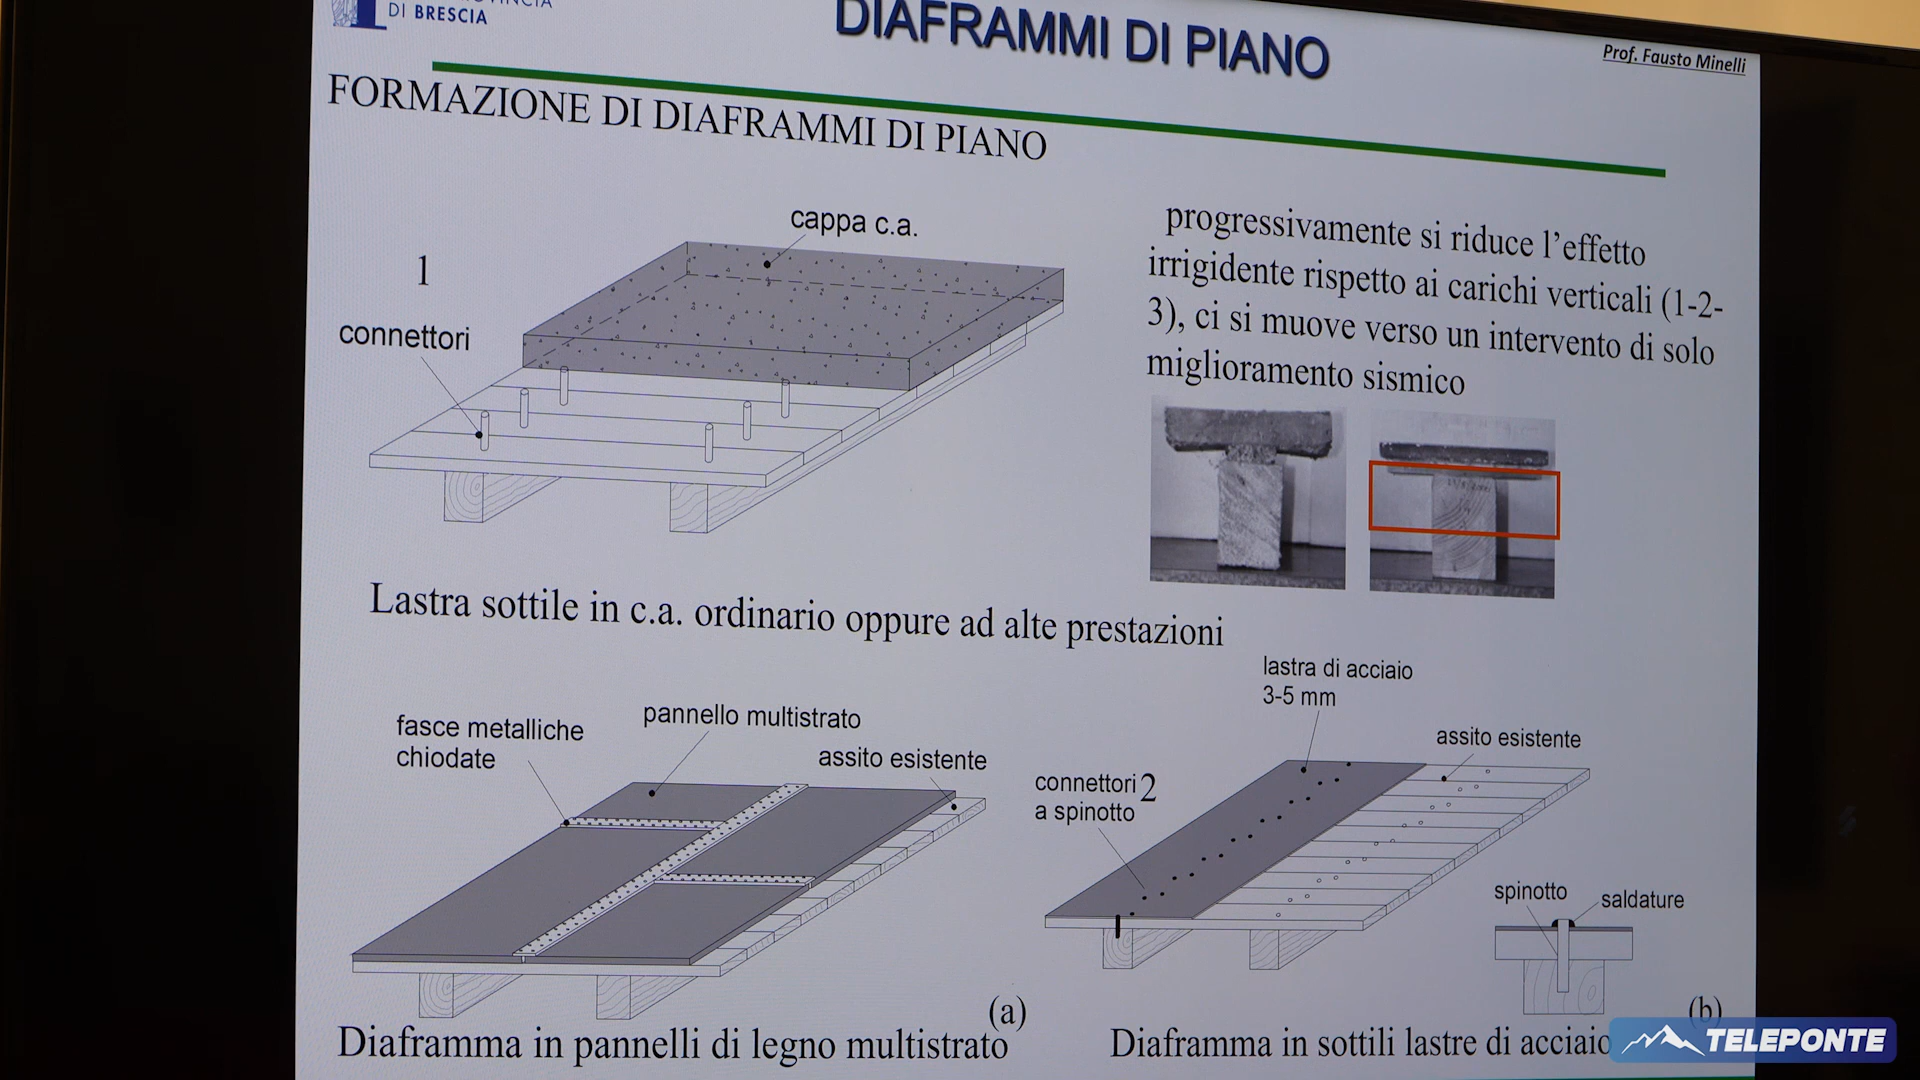 DI BRESCIA
DIAFRAMMI DI PIANO
Prof. Fausto Minelli
FORMAZIONE DI DIAFRAMMI DI PIANO
cappa c.a.
1
connettori
progressivamente si riduce l'effetto
irrigidente rispetto ai carichi verticali (1-2-
3), ci si muove verso un intervento di solo
miglioramento sismico
Lastra sottile in c.a. ordinario oppure ad alte prestazioni
fasce metalliche
chiodate
pannello multistrato
assito esistente
(a)
Diaframma in pannelli di legno multistrato
lastra di acciaio
3-5 mm
assito esistente
connettori 2
a spinotto
spinotto
saldature
(b)
Diaframma in sottili lastre di acciaio
TELEPONTE